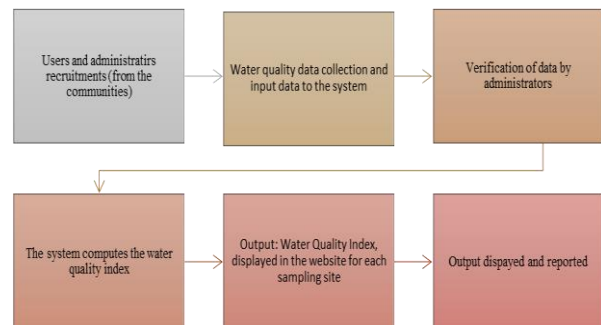 Users and administratirs
recruitments (from the
communities)
Water quality data collection and
input data to the system
Verification of data by
administrators
The system computes the water
quality index
Output: Water Quality Index,
displayed in the website for each
sampling site
Output dispayed and reported